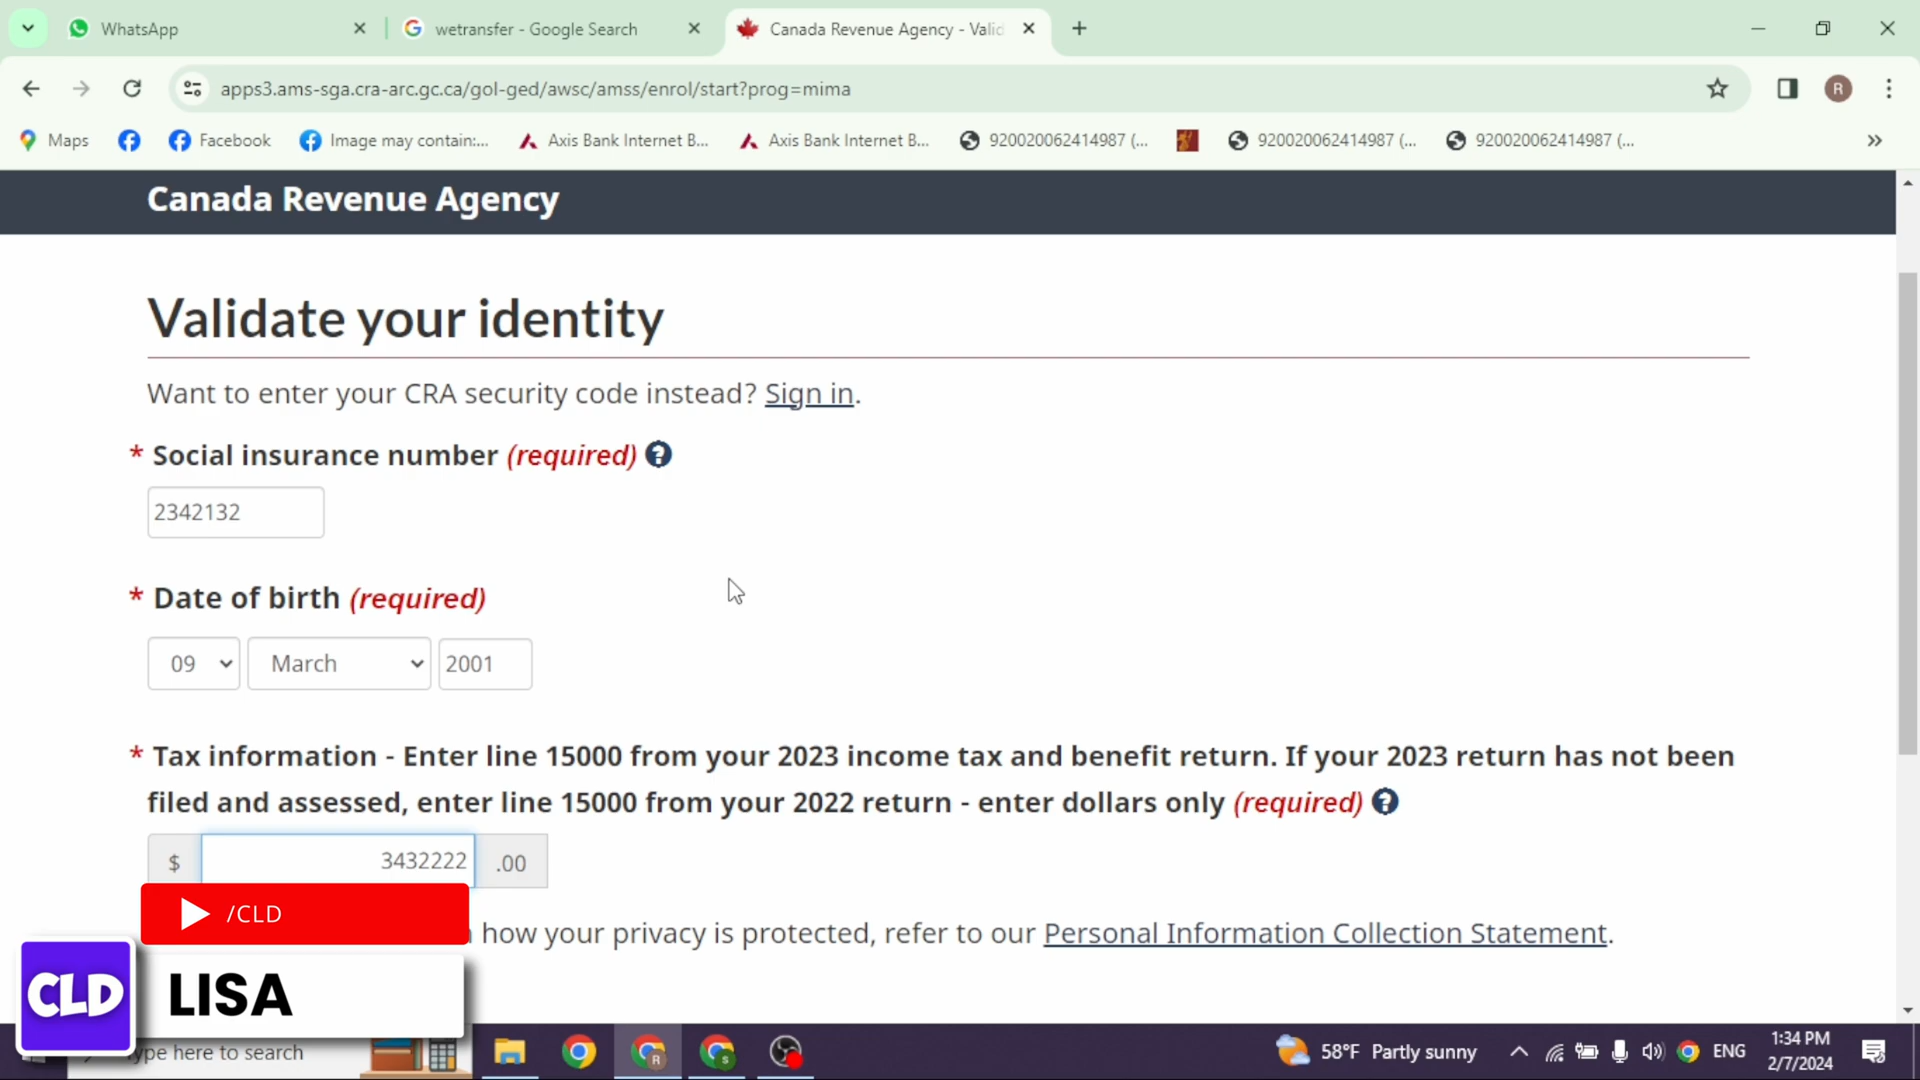 WhatsApp
wetransfer - Google Search
Canada Revenue Agency - Valid
apps3.ams-sga.cra-arc.gc.ca/gol-ged/awsc/amss/enrol/start?prog=mima
R
Maps
Facebook
Image may contain:...
Axis Bank Internet B...
Axis Bank Internet B...
920020062414987 (...
920020062414987 (...
920020062414987 (...
Canada Revenue Agency
Validate your identity
Want to enter your CRA security code instead? Sign in.
* Social insurance number (required) ?
2342132
* Date of birth (required)
09 March 2001
* Tax information - Enter line 15000 from your 2023 income tax and benefit return. If your 2023 return has not been
filed and assessed, enter line 15000 from your 2022 return - enter dollars only (required) ?
$ 3432222 .00
/CLD
how your privacy is protected, refer to our Personal Information Collection Statement.
CLD
LISA
Type here to search
58°F Partly sunny
ENG
1:34 PM
2/7/2024